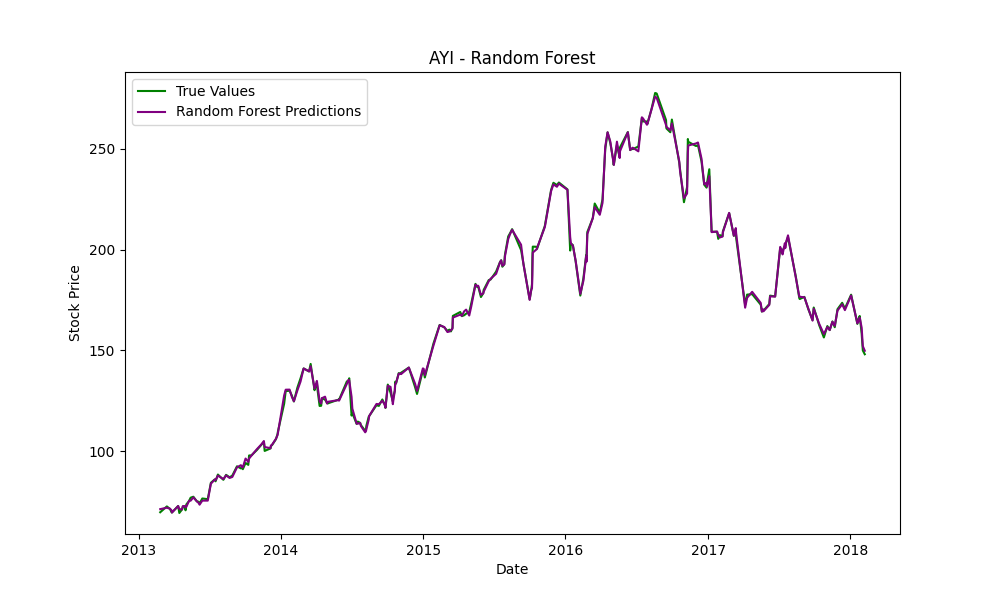 AYI - Random Forest
True Values
Random Forest Predictions
Stock Price
250
200
150
100
2013 2014 2015 2016 2017 2018
Date